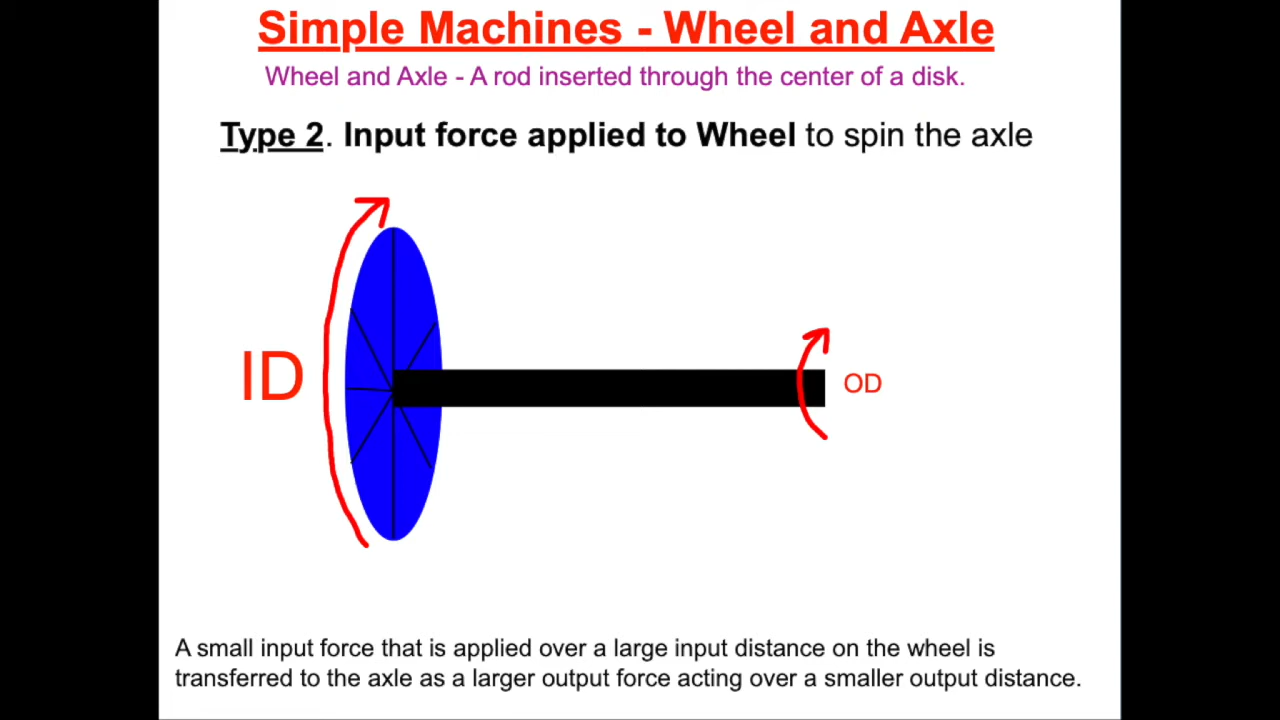 Simple Machines - Wheel and Axle
Wheel and Axle - A rod inserted through the center of a disk.
Type 2. Input force applied to Wheel to spin the axle
ID
OD
A small input force that is applied over a large input distance on the wheel is
transferred to the axle as a larger output force acting over a smaller output distance.